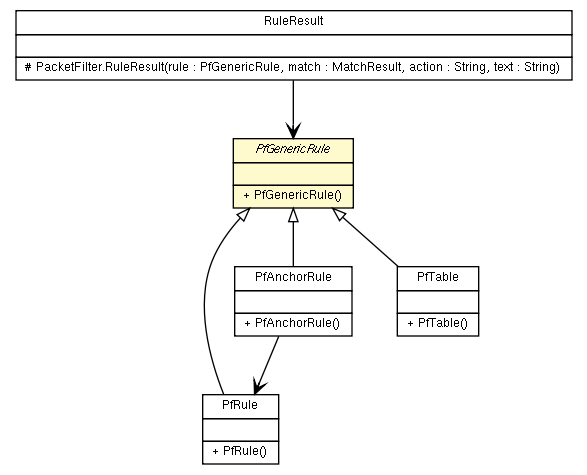 RuleResult
# PacketFilter.RuleResult(rule : PfGenericRule, match : MatchResult, action : String, text : String)
PfGenericRule
+ PfGenericRule()
PfAnchorRule
+ PfAnchorRule()
PfTable
+ PfTable()
PfRule
+ PfRule()